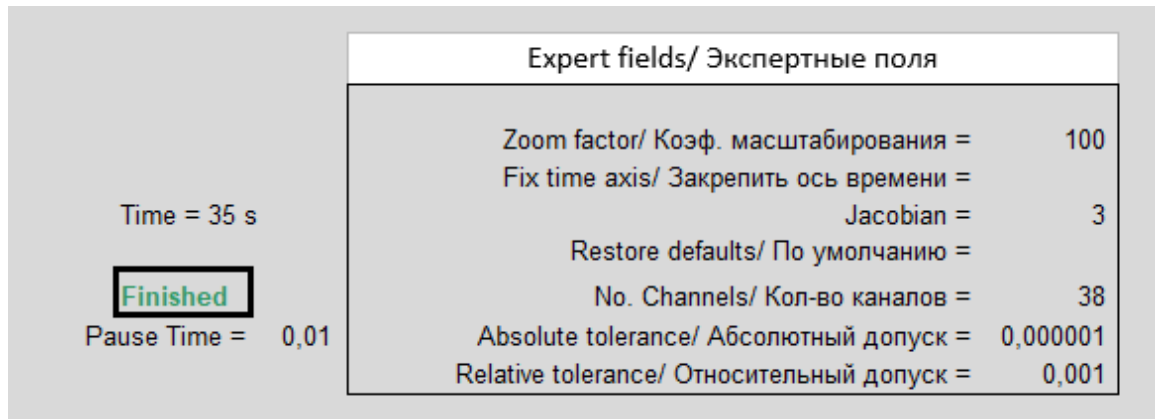 Expert fields/ Экспертные поля
Zoom factor/ Коэф. масштабирования = 100
Fix time axis/ Закрепить ось времени =
Time = 35 s
Jacobian = 3
Restore defaults/ По умолчанию =
Finished
No. Channels/ Кол-во каналов = 38
Pause Time = 0,01
Absolute tolerance/ Абсолютный допуск = 0,000001
Relative tolerance/ Относительный допуск = 0,001